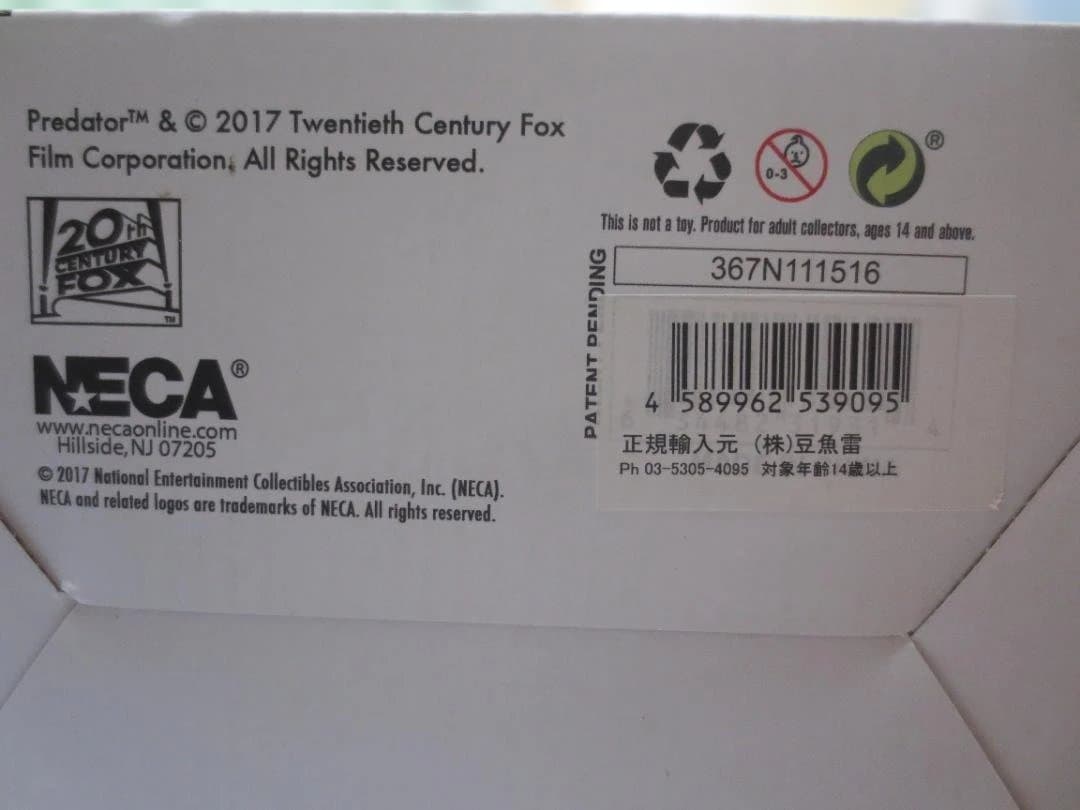 Predator™ & © 2017 Twentieth Century Fox
Film Corporation. All Rights Reserved.
20th
CENTURY
FOX
TM
NECA®
www.necaonline.com
Hillside, NJ 07205
© 2017 National Entertainment Collectibles Association, Inc. (NECA).
NECA and related logos are trademarks of NECA. All rights reserved.
0-3
®
This is not a toy. Product for adult collectors, ages 14 and above.
367N111516
PATENT PENDING
4 589962 539095
正規輸入元 (株)豆魚雷
Ph 03-5305-4095 対象年齢14歳以上